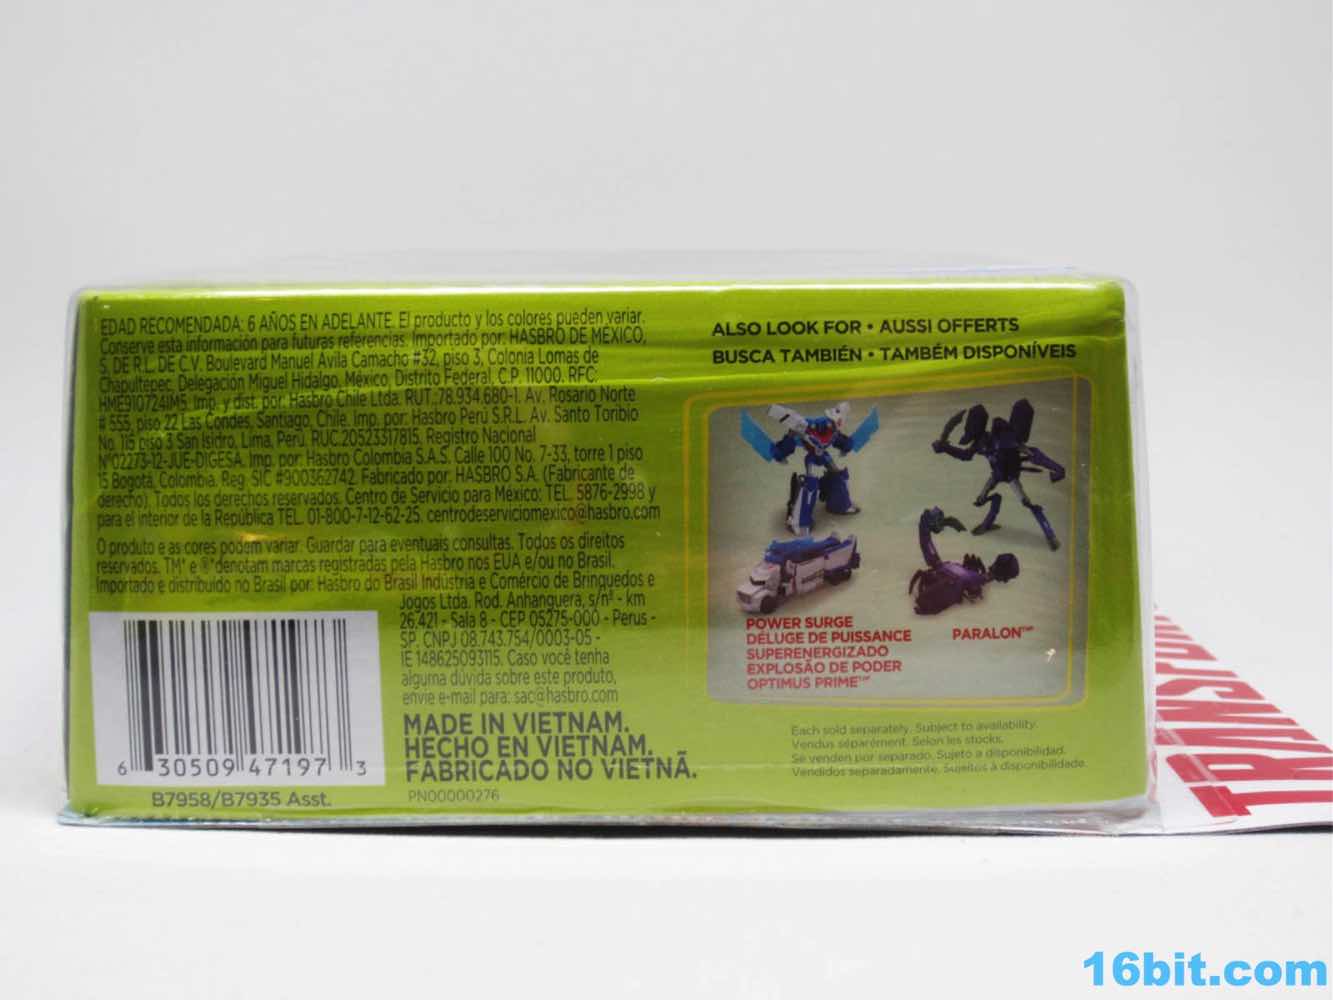 EDAD RECOMENDADA: 6 AÑOS EN ADELANTE. El producto y los colores pueden variar.
Conserve esta información para futuras referencias. Importado por: HASBRO DE MÉXICO,
S. DE R.L. DE C.V. Boulevard Manuel Ávila Camacho #32, piso 3, Colonia Lomas de
Chapultepec, Delegación Miguel Hidalgo, México, Distrito Federal, C.P. 11000. RFC:
HME910724IM5. Imp. y dist. por: Hasbro Chile Ltda. RUT.:78.934.680-1. Av. Rosario Norte
# 555, piso 22 Las Condes, Santiago, Chile. Imp. por: Hasbro Perú S.R.L. Av. Santo Toribio
No. 115 piso 3 San Isidro, Lima, Perú. RUC.20523317815, Registro Nacional
N°02273-12-JUE-DIGESA. Imp. por: Hasbro Colombia S.A.S. Calle 100 No. 7-33, torre 1 piso
15 Bogotá, Colombia. Reg. SIC #900362742. Fabricado por: HASBRO S.A. (Fabricante de
derecho). Todos los derechos reservados. Centro de Servicio para México: TEL. 5876-2998 y
para el interior de la República TEL. 01-800-7-12-62-25. centrodeserviciomexico@hasbro.com
O produto e as cores podem variar. Guardar para eventuais consultas. Todos os direitos
reservados. TM* e ®*denotam marcas registradas pela Hasbro nos EUA e/ou no Brasil.
Importado e distribuído no Brasil por: Hasbro do Brasil Indústria e Comércio de Brinquedos e
Jogos Ltda. Rod. Anhanguera, s/nº - km
26,421 - Sala 8 - CEP 05275-000 - Perus -
SP. CNPJ 08.743.754/0003-05 -
IE 148625093115. Caso você tenha
alguma dúvida sobre este produto,
envie e-mail para: sac@hasbro.com
MADE IN VIETNAM.
HECHO EN VIETNAM.
FABRICADO NO VIETNÃ.
PN00000276
6 30509 47197 3
B7958/B7935 Asst.
ALSO LOOK FOR • AUSSI OFFERTS
BUSCA TAMBIÉN • TAMBÉM DISPONÍVEIS
POWER SURGE
DÉLUGE DE PUISSANCE
SUPERENERGIZADO
EXPLOSÃO DE PODER
OPTIMUS PRIME™
PARALON™
Each sold separately. Subject to availability.
Vendus séparément. Selon les stocks.
Se venden por separado. Sujeto a disponibilidad.
Vendidos separadamente. Sujeitos à disponibilidade.
16bit.com